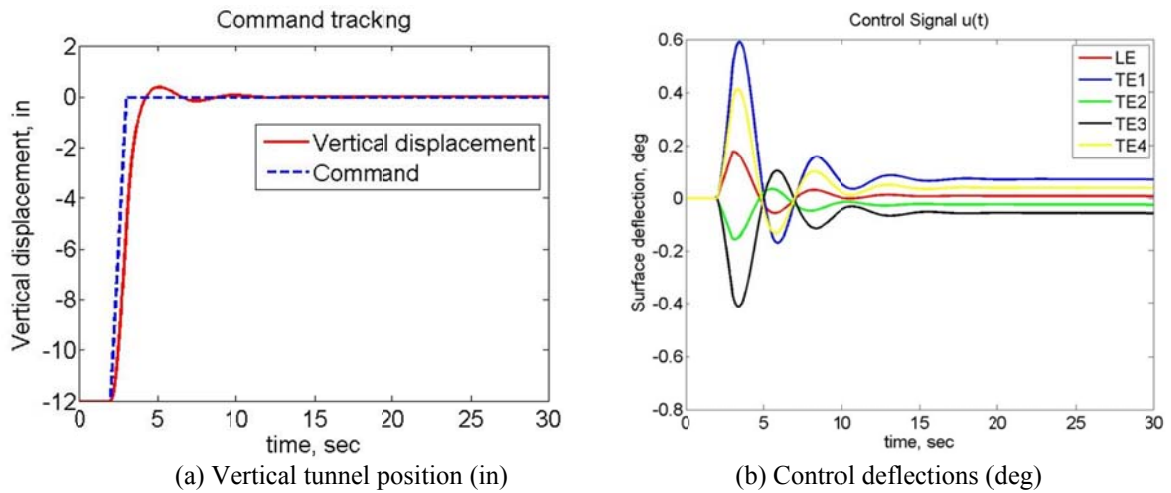 Command tracking
2
0
-2
-4
-6
-8
-10
-12
Vertical displacement, in
Vertical displacement
Command
0 5 10 15 20 25 30
time, sec
(a) Vertical tunnel position (in)
Control Signal u(t)
0.6
0.4
0.2
0
-0.2
-0.4
-0.6
-0.8
Surface deflection, deg
LE
TE1
TE2
TE3
TE4
0 5 10 15 20 25 30
time, sec
(b) Control deflections (deg)